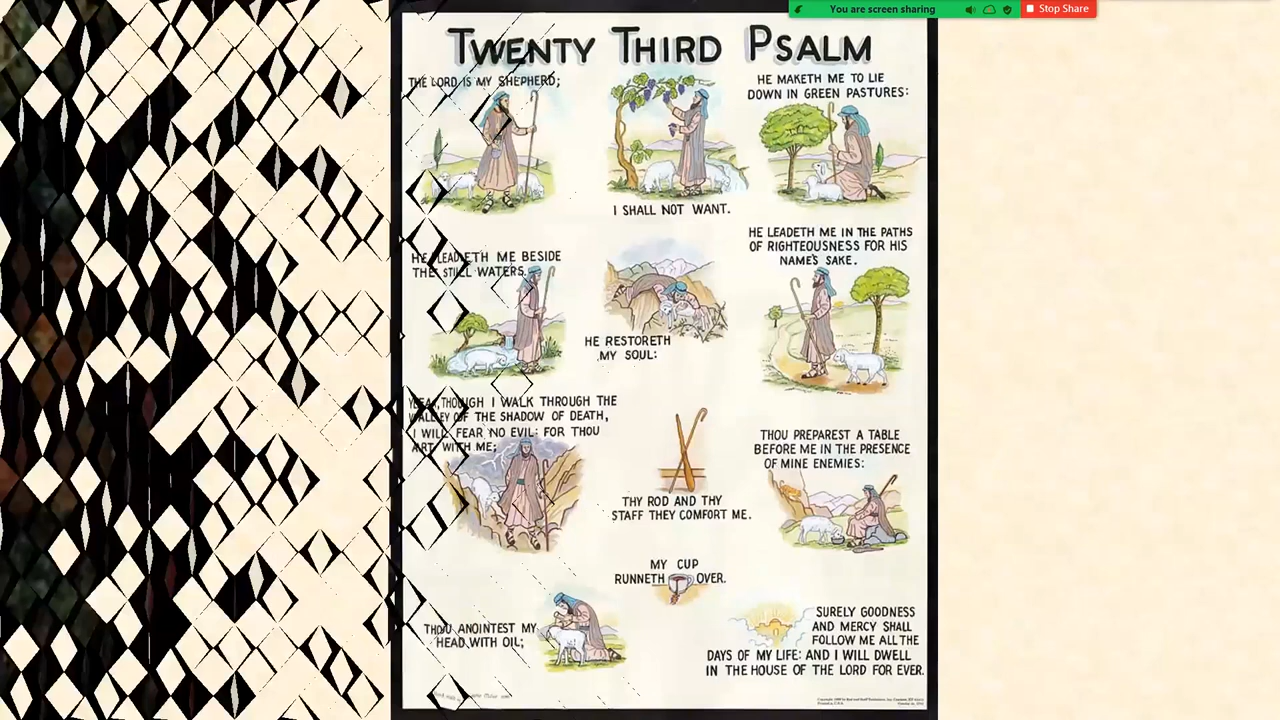 You are screen sharing
Stop Share
TWENTY THIRD PSALM
THE LORD IS MY SHEPHERD;
I SHALL NOT WANT.
HE MAKETH ME TO LIE
DOWN IN GREEN PASTURES:
HE LEADETH ME BESIDE
THE STILL WATERS.
HE RESTORETH
MY SOUL:
HE LEADETH ME IN THE PATHS
OF RIGHTEOUSNESS FOR HIS
NAME'S SAKE.
YEA, THOUGH I WALK THROUGH THE
VALLEY OF THE SHADOW OF DEATH,
I WILL FEAR NO EVIL: FOR THOU
ART WITH ME;
THY ROD AND THY
STAFF THEY COMFORT ME.
THOU PREPAREST A TABLE
BEFORE ME IN THE PRESENCE
OF MINE ENEMIES:
THOU ANOINTEST MY
HEAD WITH OIL;
MY CUP
RUNNETH OVER.
SURELY GOODNESS
AND MERCY SHALL
FOLLOW ME ALL THE
DAYS OF MY LIFE: AND I WILL DWELL
IN THE HOUSE OF THE LORD FOR EVER.